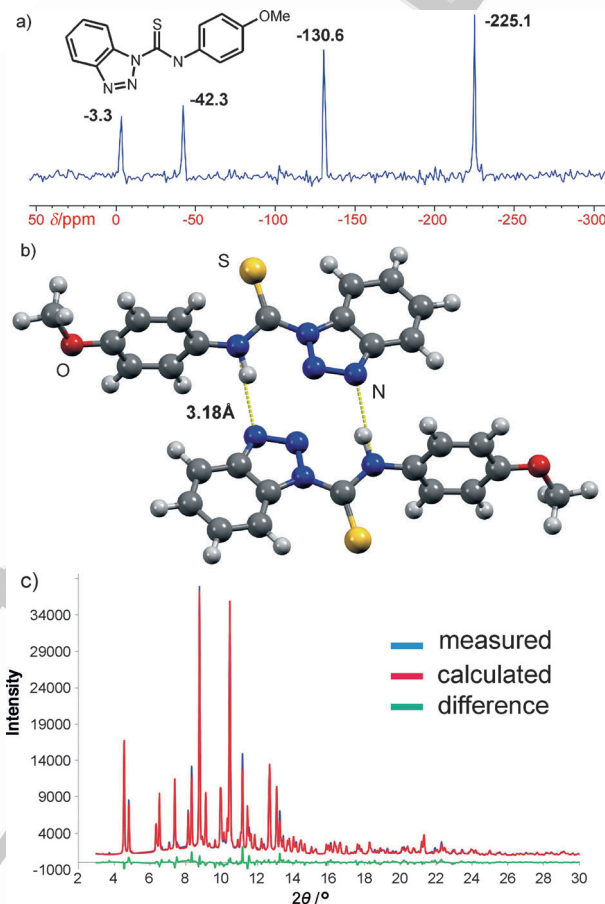 a)
S
OMe
N
N
N
N
-3.3
-42.3
-130.6
-225.1
50 δ/ppm 0 -50 -100 -150 -200 -250 -300
b)
S
O
N
3.18Å
c)
34000
29000
24000
19000
14000
9000
4000
-1000
Intensity
measured
calculated
difference
2 4 6 8 10 12 14 16 18 20 22 24 26 28 30
2θ /°